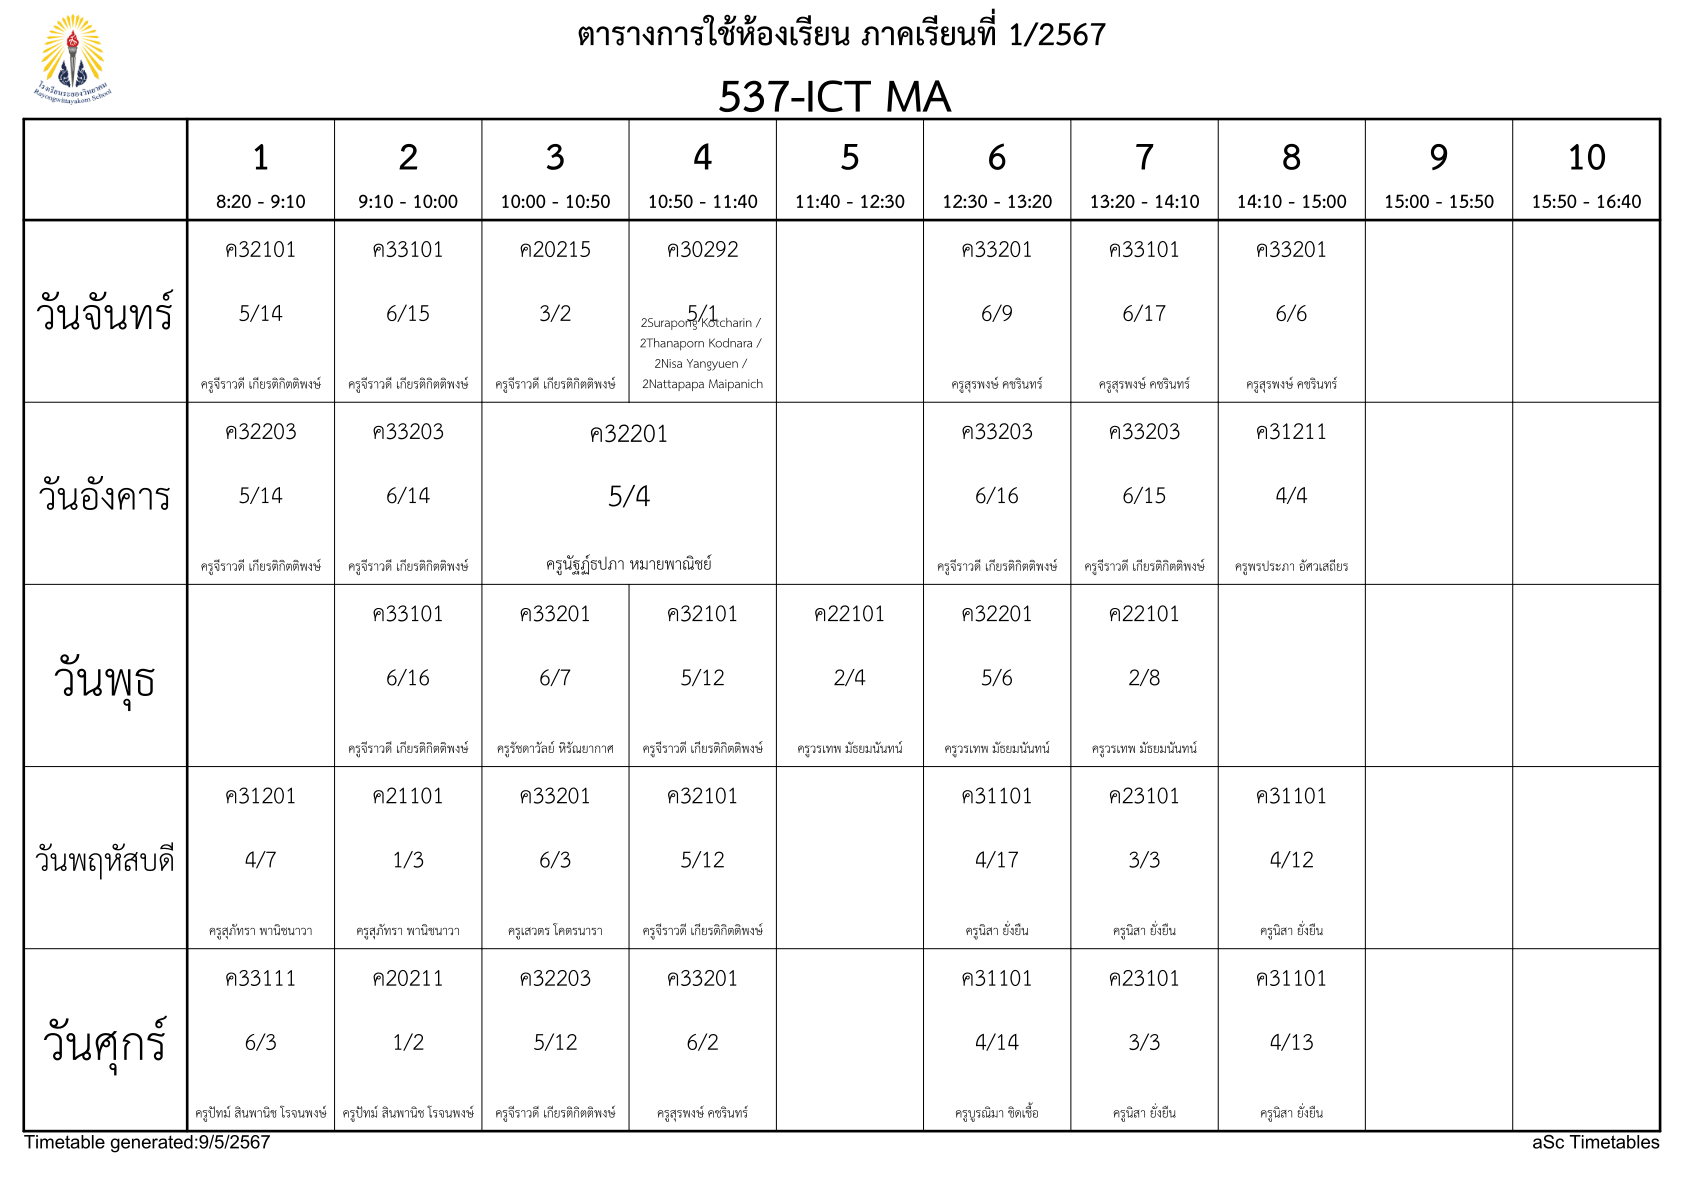 ตารางการใช้ห้องเรียน ภาคเรียนที่ 1/2567
โรงเรียนระยองวิทยาคม
Rayongwittayakom School
537-ICT MA
1 2 3 4 5 6 7 8 9 10
8:20 - 9:10 9:10 - 10:00 10:00 - 10:50 10:50 - 11:40 11:40 - 12:30 12:30 - 13:20 13:20 - 14:10 14:10 - 15:00 15:00 - 15:50 15:50 - 16:40
วันจันทร์
ค32101 ค33101 ค20215 ค30292 ค33201 ค33101 ค33201
5/14 6/15 3/2 5/1 6/9 6/17 6/6
2Surapong Kotcharin /
2Thanaporn Kodnara /
2Nisa Yangyuen /
2Nattapapa Maipanich
ครูจีราวดี เกียรติกิตติพงษ์ ครูจีราวดี เกียรติกิตติพงษ์ ครูจีราวดี เกียรติกิตติพงษ์ ครูสุรพงษ์ คชรินทร์ ครูสุรพงษ์ คชรินทร์ ครูสุรพงษ์ คชรินทร์
วันอังคาร
ค32203 ค33203 ค32201 ค33203 ค33203 ค31211
5/14 6/14 5/4 6/16 6/15 4/4
ครูจีราวดี เกียรติกิตติพงษ์ ครูจีราวดี เกียรติกิตติพงษ์ ครูนัฐฏ์ธปภา หมายพาณิชย์ ครูจีราวดี เกียรติกิตติพงษ์ ครูจีราวดี เกียรติกิตติพงษ์ ครูพรประภา อัศวเสถียร
วันพุธ
ค33101 ค33201 ค32101 ค22101 ค32201 ค22101
6/16 6/7 5/12 2/4 5/6 2/8
ครูจีราวดี เกียรติกิตติพงษ์ ครูรัชดาวัลย์ หิรัณยากาศ ครูจีราวดี เกียรติกิตติพงษ์ ครูวรเทพ มัธยมนันทน์ ครูวรเทพ มัธยมนันทน์ ครูวรเทพ มัธยมนันทน์
วันพฤหัสบดี
ค31201 ค21101 ค33201 ค32101 ค31101 ค23101 ค31101
4/7 1/3 6/3 5/12 4/17 3/3 4/12
ครูสุภัทรา พานิชนาวา ครูสุภัทรา พานิชนาวา ครูเสวตร โคตรนารา ครูจีราวดี เกียรติกิตติพงษ์ ครูนิสา ยั่งยืน ครูนิสา ยั่งยืน ครูนิสา ยั่งยืน
วันศุกร์
ค33111 ค20211 ค32203 ค33201 ค31101 ค23101 ค31101
6/3 1/2 5/12 6/2 4/14 3/3 4/13
ครูปัทม์ สินพานิช โรจนพงษ์ ครูปัทม์ สินพานิช โรจนพงษ์ ครูจีราวดี เกียรติกิตติพงษ์ ครูสุรพงษ์ คชรินทร์ ครูบูรณิมา ชิดเชื้อ ครูนิสา ยั่งยืน ครูนิสา ยั่งยืน
Timetable generated:9/5/2567 aSc Timetables